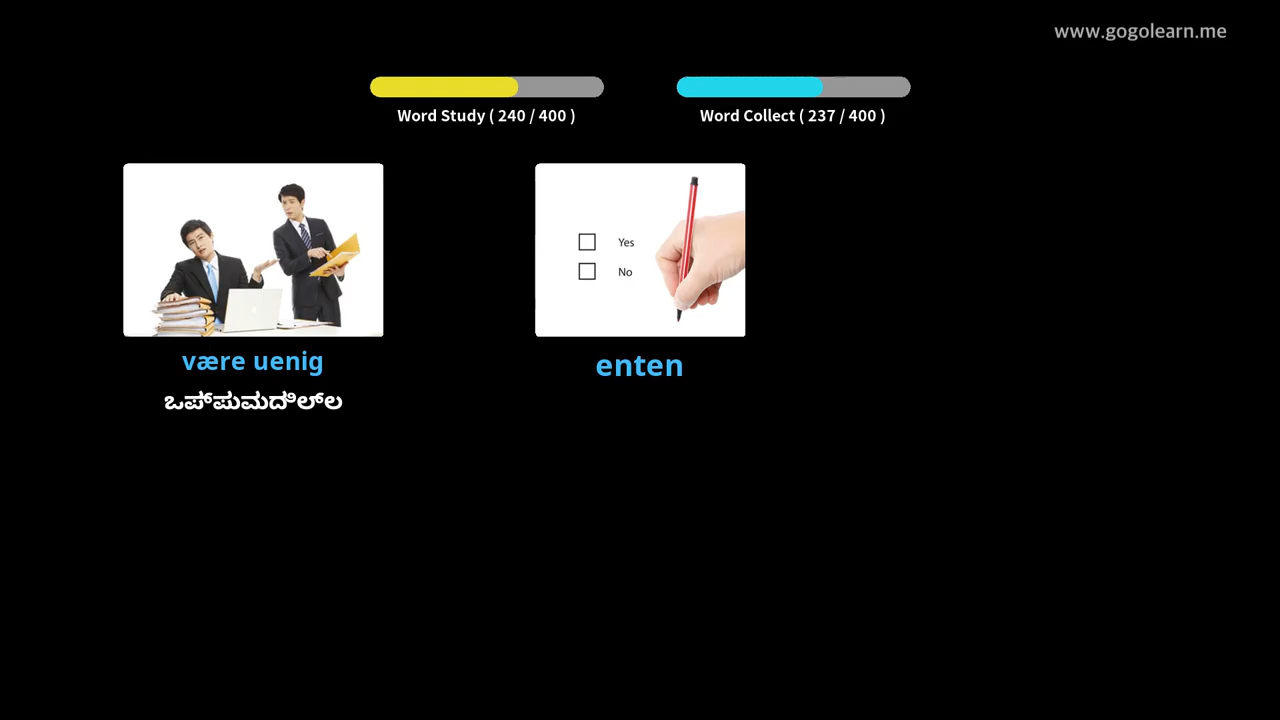 www.gogolearn.me
Word Study ( 240 / 400 )
Word Collect ( 237 / 400 )
Yes
No
være uenig
enten
ಒಪ್‌ಪುಮದಿಲ್‌ಲ